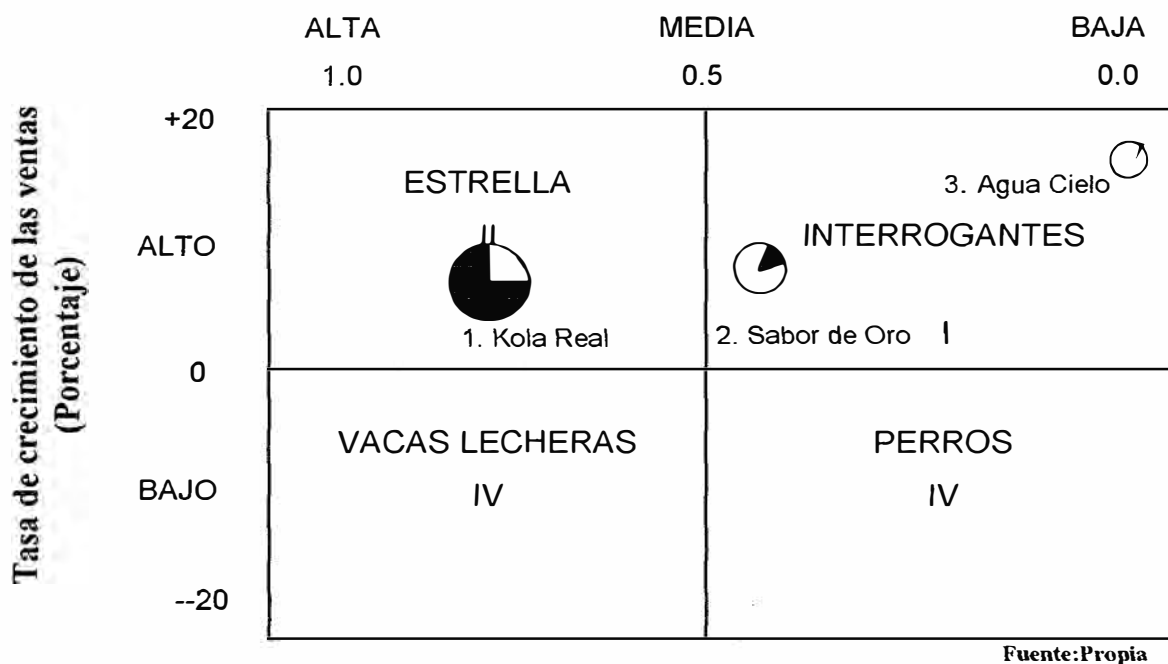 ALTA MEDIA BAJA
1.0 0.5 0.0
Tasa de crecimiento de las ventas
(Porcentaje)
+20
ALTO
0
BAJO
--20
ESTRELLA
II
1. Kola Real
3. Agua Cielo
INTERROGANTES
2. Sabor de Oro I
VACAS LECHERAS
IV
PERROS
IV
Fuente:Propia